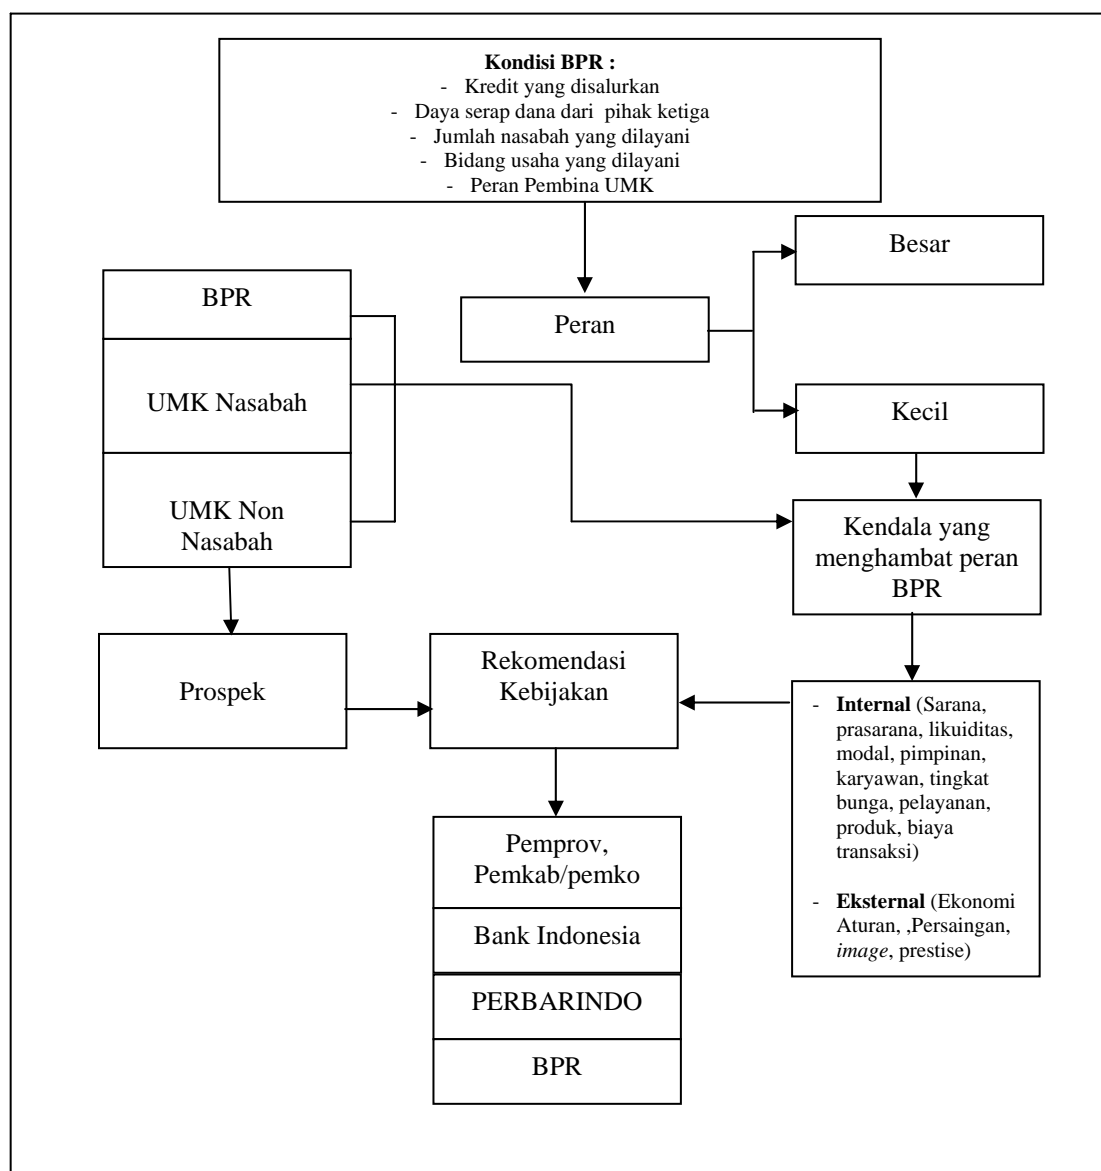 Kondisi BPR :
- Kredit yang disalurkan
- Daya serap dana dari pihak ketiga
- Jumlah nasabah yang dilayani
- Bidang usaha yang dilayani
- Peran Pembina UMK
Besar
BPR
Peran
UMK Nasabah
Kecil
UMK Non
Nasabah
Kendala yang
menghambat peran
BPR
Prospek
Rekomendasi
Kebijakan
- Internal (Sarana,
prasarana, likuiditas,
modal, pimpinan,
karyawan, tingkat
bunga, pelayanan,
produk, biaya
transaksi)
- Eksternal (Ekonomi
Aturan, ,Persaingan,
image, prestise)
Pemprov,
Pemkab/pemko
Bank Indonesia
PERBARINDO
BPR